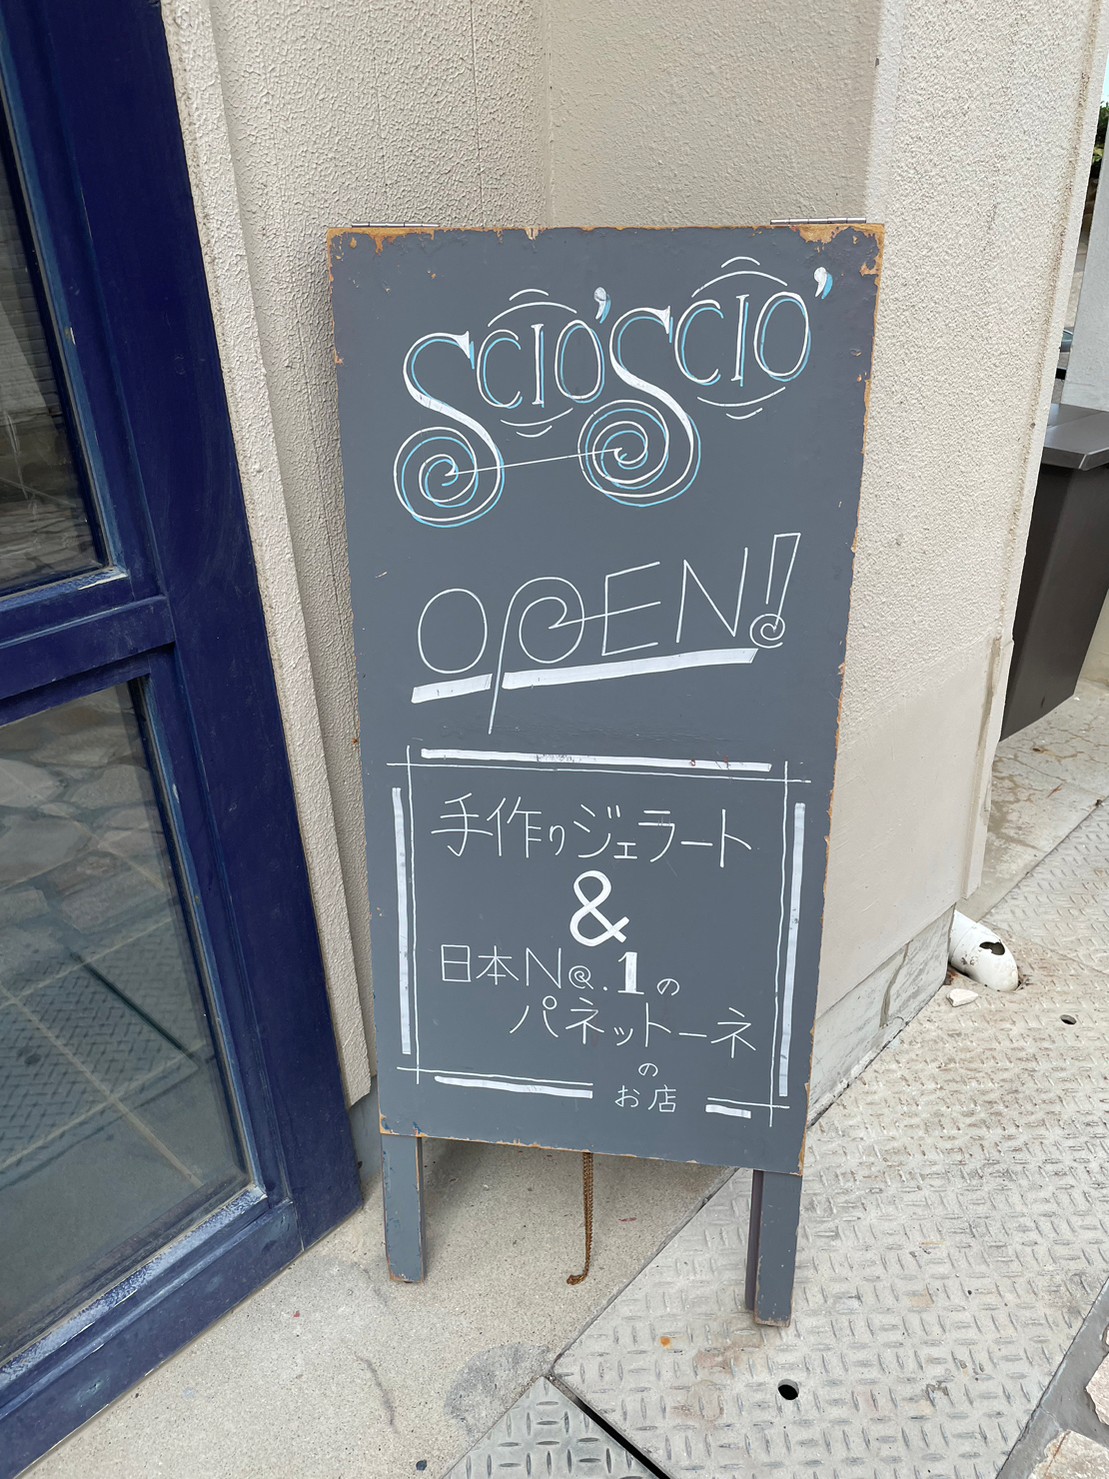 Scio'Scio'
OPEN!
手作りジェラート
&
日本No.1の
パネットーネ
の
お店